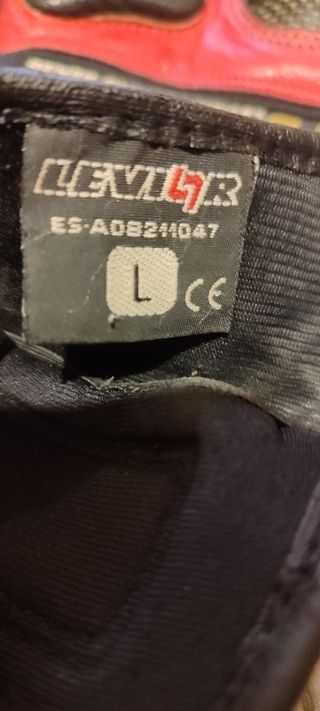 LEVIOR
ES-A08211047
L
CE